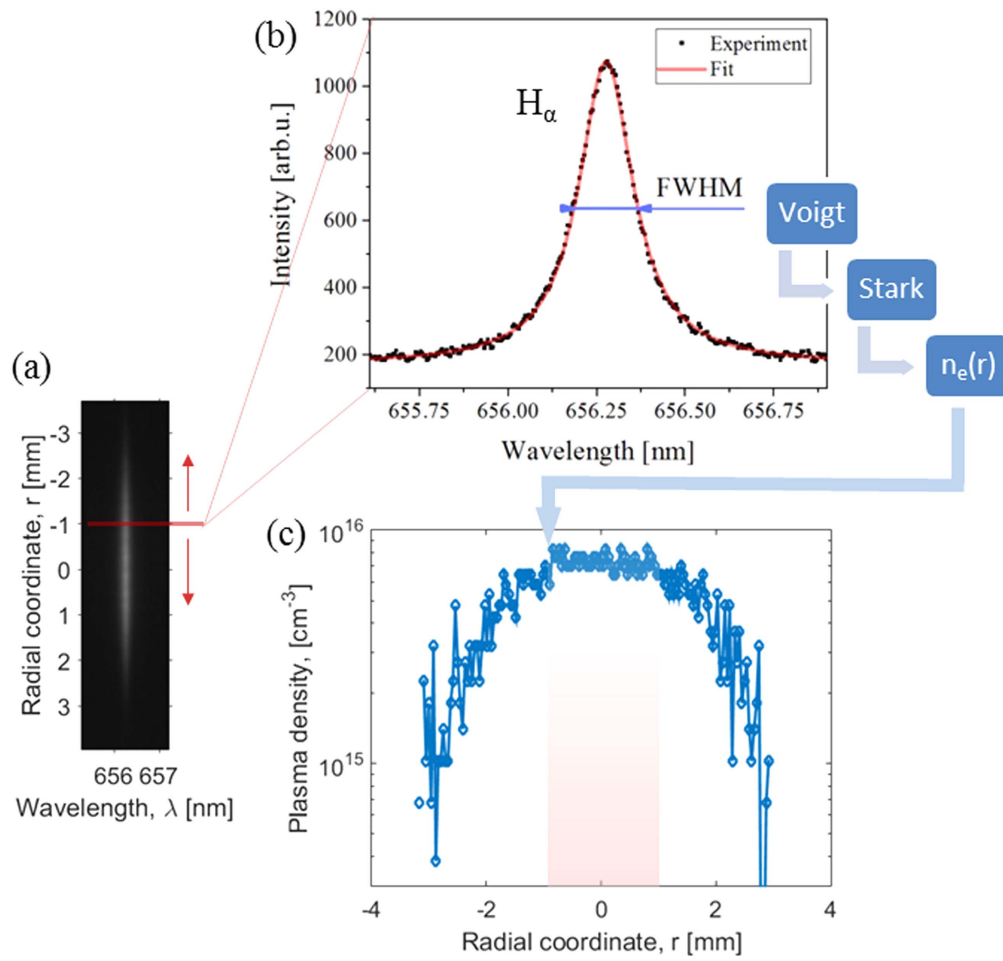 (b)
1200
1000
800
600
400
200
Intensity [arb.u.]
Experiment
Fit
Hα
FWHM
655.75 656.00 656.25 656.50 656.75
Wavelength [nm]
Voigt
Stark
nₑ(r)
(a)
-3
-2
-1
0
1
2
3
Radial coordinate, r [mm]
656 657
Wavelength, λ [nm]
(c)
10¹⁶
10¹⁵
Plasma density, [cm⁻³]
-4 -2 0 2 4
Radial coordinate, r [mm]